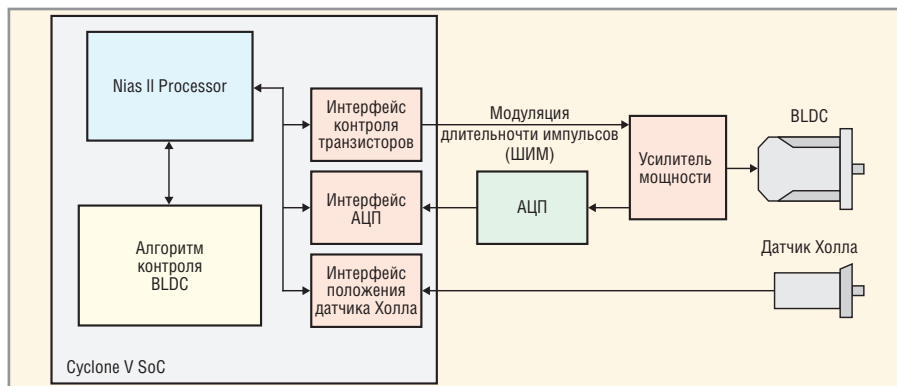 Nias II Processor
Алгоритм
контроля
BLDC
Интерфейс
контроля
транзисторов
Интерфейс
АЦП
Интерфейс
положения
датчика Холла
Cyclone V SoC
Модуляция
длительночти импульсов
(ШИМ)
АЦП
Усилитель
мощности
BLDC
Датчик Холла